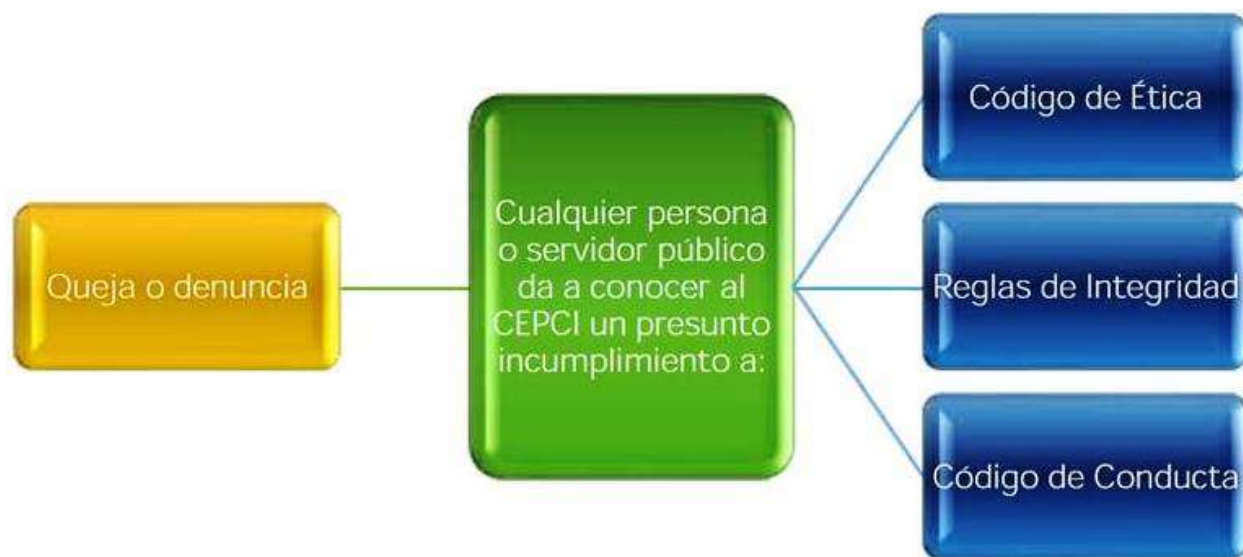 Queja o denuncia
Cualquier persona
o servidor público
da a conocer al
CEPCI un presunto
incumplimiento a:
Código de Ética
Reglas de Integridad
Código de Conducta